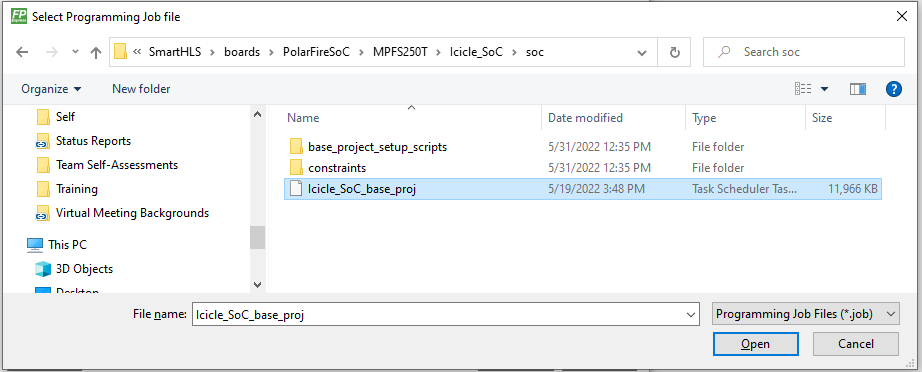 FP Express Select Programming Job file
« SmartHLS > boards > PolarFireSoC > MPFS250T > Icicle_SoC > soc
Search soc
Organize New folder
Name Date modified Type Size
Self
Status Reports
Team Self-Assessments
Training
Virtual Meeting Backgrounds
This PC
3D Objects
Desktop
base_project_setup_scripts 5/31/2022 12:35 PM File folder
constraints 5/31/2022 12:35 PM File folder
Icicle_SoC_base_proj 5/19/2022 3:48 PM Task Scheduler Tas... 11,966 KB
File name: Icicle_SoC_base_proj Programming Job Files (*.job)
Open Cancel